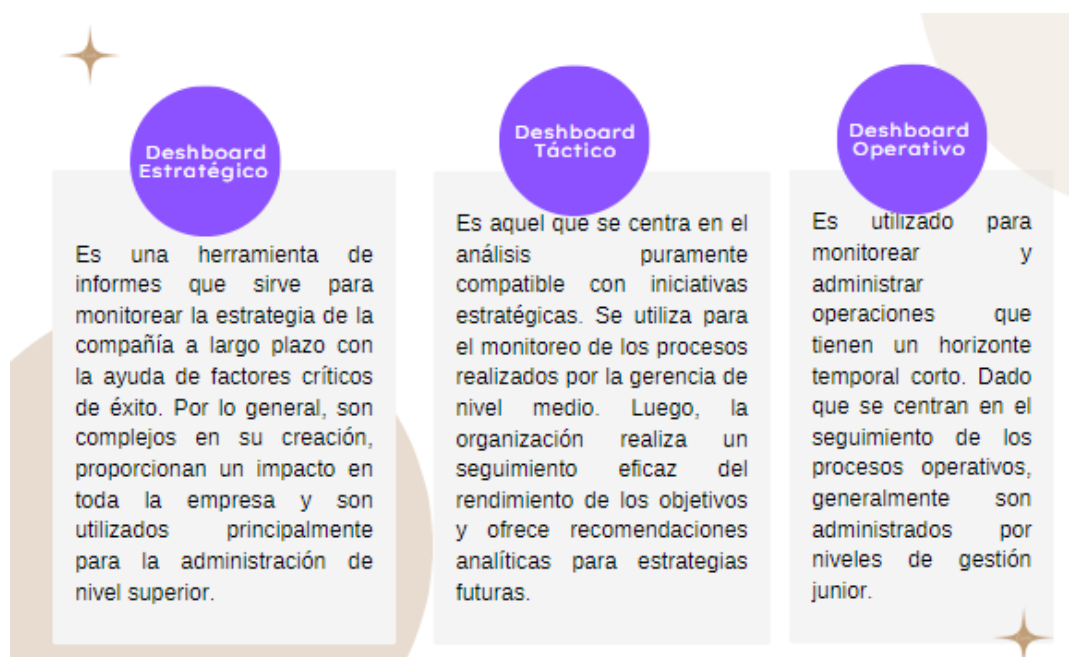 Deshboard
Estratégico
Es una herramienta de
informes que sirve para
monitorear la estrategia de la
compañía a largo plazo con
la ayuda de factores críticos
de éxito. Por lo general, son
complejos en su creación,
proporcionan un impacto en
toda la empresa y son
utilizados principalmente
para la administración de
nivel superior.
Deshboard
Táctico
Es aquel que se centra en el
análisis puramente
compatible con iniciativas
estratégicas. Se utiliza para
el monitoreo de los procesos
realizados por la gerencia de
nivel medio. Luego, la
organización realiza un
seguimiento eficaz del
rendimiento de los objetivos
y ofrece recomendaciones
analíticas para estrategias
futuras.
Deshboard
Operativo
Es utilizado para
monitorear y
administrar
operaciones que
tienen un horizonte
temporal corto. Dado
que se centran en el
seguimiento de los
procesos operativos,
generalmente son
administrados por
niveles de gestión
junior.